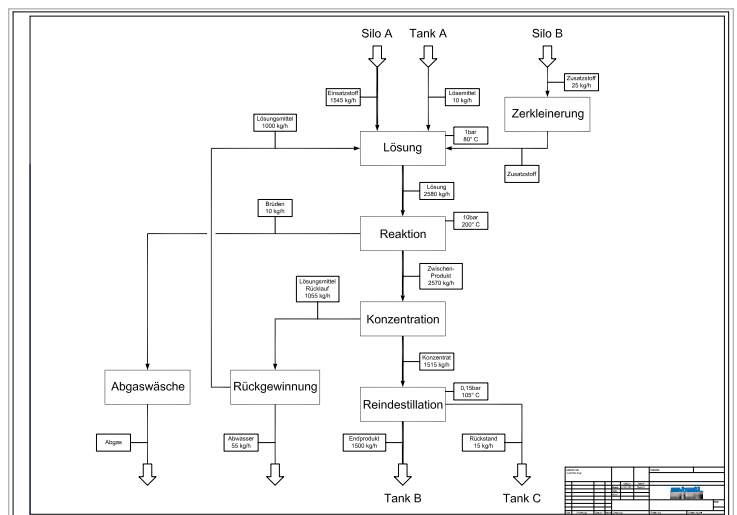 Silo A
Tank A
Silo B
Einsatzstoff
1545 kg/h
Lösemittel
10 kg/h
Zusatzstoff
25 kg/h
Zerkleinerung
Lösungsmittel
1000 kg/h
1bar
80° C
Lösung
Zusatzstoff
Lösung
2580 kg/h
Brüden
10 kg/h
10bar
200° C
Reaktion
Zwischen-
Produkt
2570 kg/h
Lösungsmittel
Rücklauf
1055 kg/h
Konzentration
Konzentrat
1515 kg/h
Abgaswäsche
Rückgewinnung
0,15bar
105° C
Reindestillation
Abgas
Abwasser
55 kg/h
Endprodukt
1500 kg/h
Rückstand
15 kg/h
Tank B
Tank C